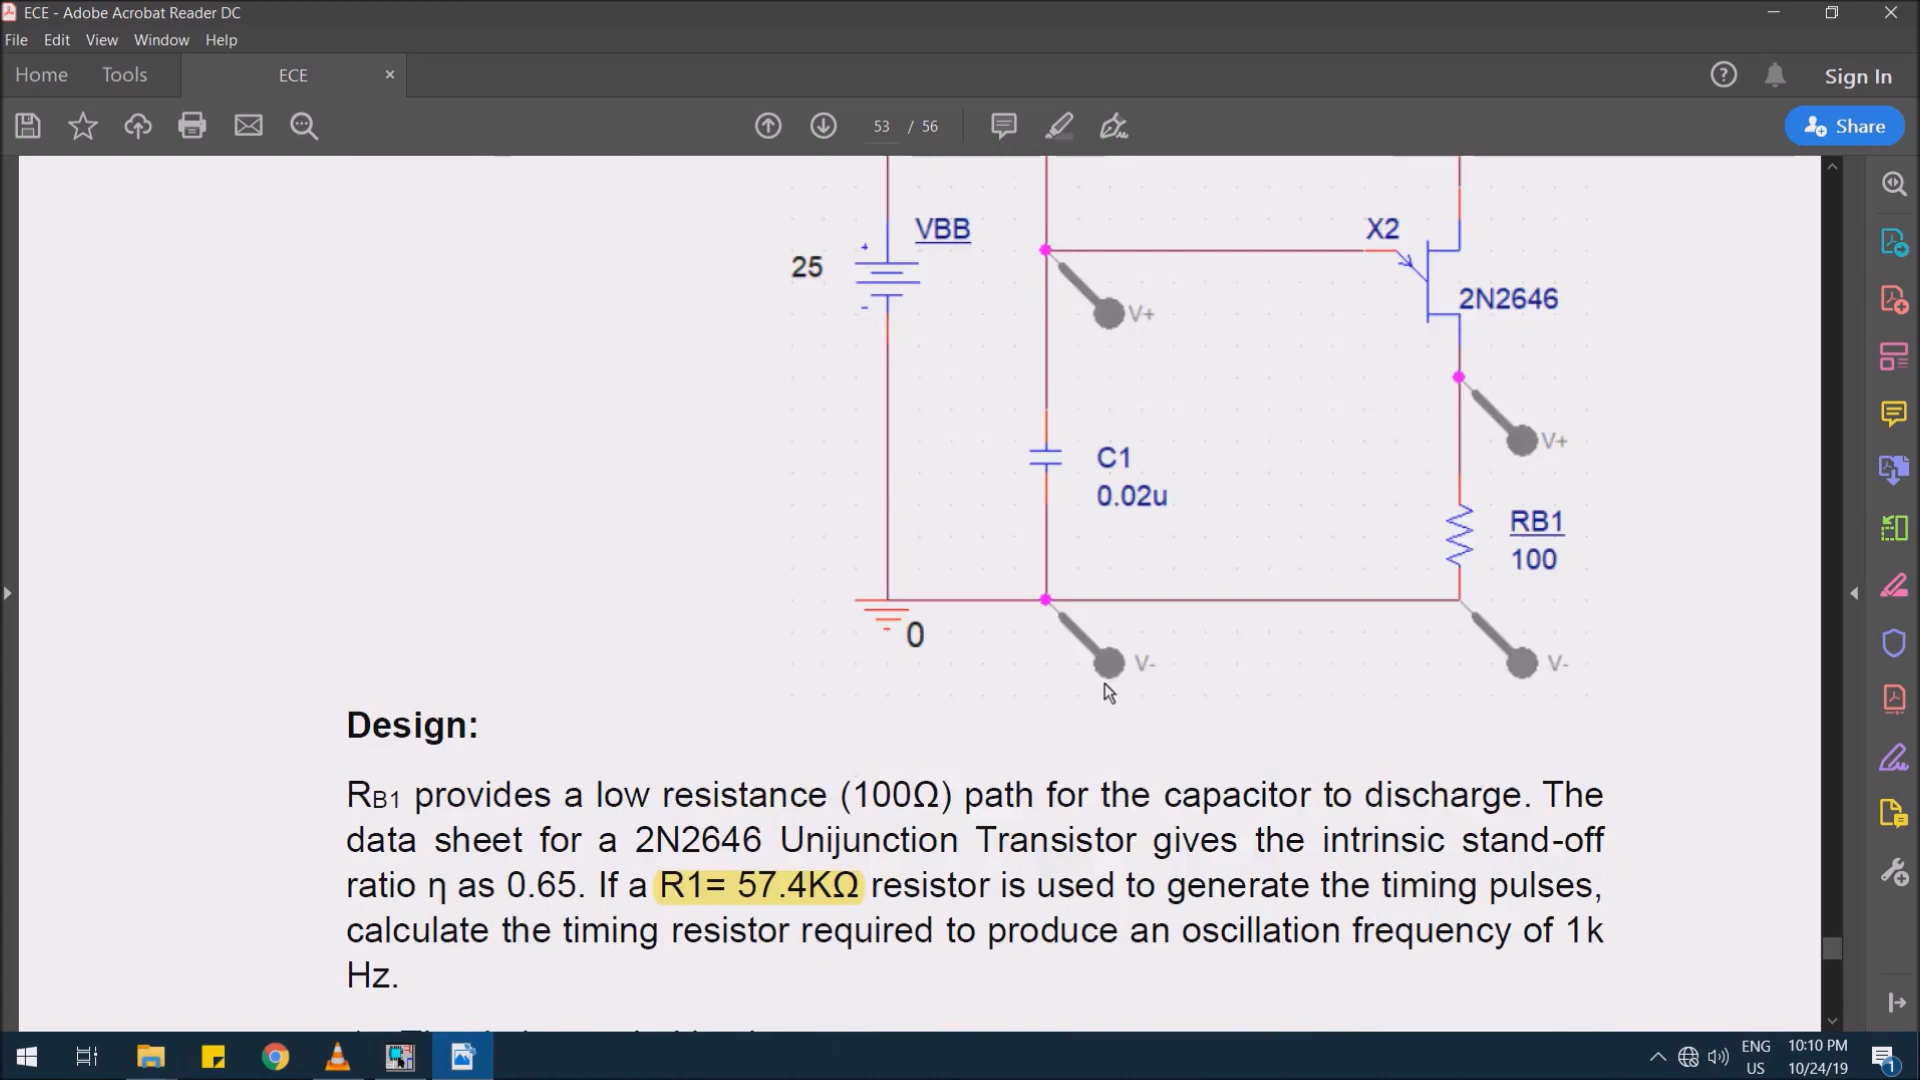 ECE - Adobe Acrobat Reader DC
File Edit View Window Help
Home Tools ECE × Sign In
53 / 56 Share
VBB X2
25
+
-
2N2646
V+
V+
C1
0.02u
RB1
100
0
V- V-
Design:
RB1 provides a low resistance (100Ω) path for the capacitor to discharge. The
data sheet for a 2N2646 Unijunction Transistor gives the intrinsic stand-off
ratio η as 0.65. If a R1= 57.4KΩ resistor is used to generate the timing pulses,
calculate the timing resistor required to produce an oscillation frequency of 1k
Hz.
ENG 10:10 PM
US 10/24/19 1